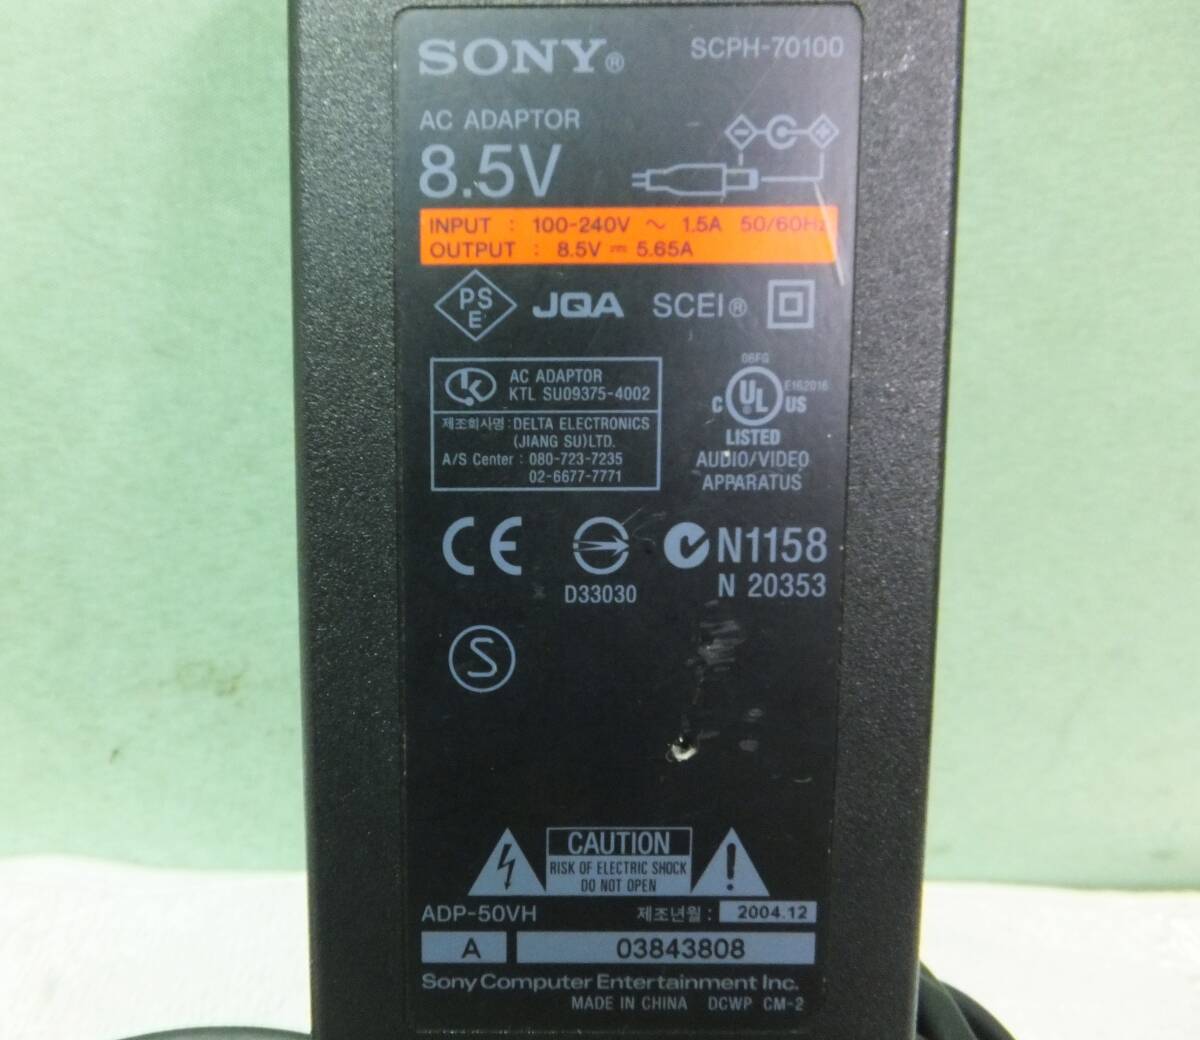 SONY®
SCPH-70100
AC ADAPTOR
8.5V
INPUT : 100-240V ～ 1.5A 50/60Hz
OUTPUT : 8.5V ⎓ 5.65A
PS
E
JQA SCEI®
AC ADAPTOR
KTL SU09375-4002
제조회사명 : DELTA ELECTRONICS
(JIANG SU)LTD.
A/S Center : 080-723-7235
02-6677-7771
08FG
E162016
C UL US
LISTED
AUDIO/VIDEO
APPARATUS
CE
D33030
N1158
N 20353
S
CAUTION
RISK OF ELECTRIC SHOCK
DO NOT OPEN
ADP-50VH 제조년월 : 2004.12
A 03843808
Sony Computer Entertainment Inc.
MADE IN CHINA DCWP CM-2